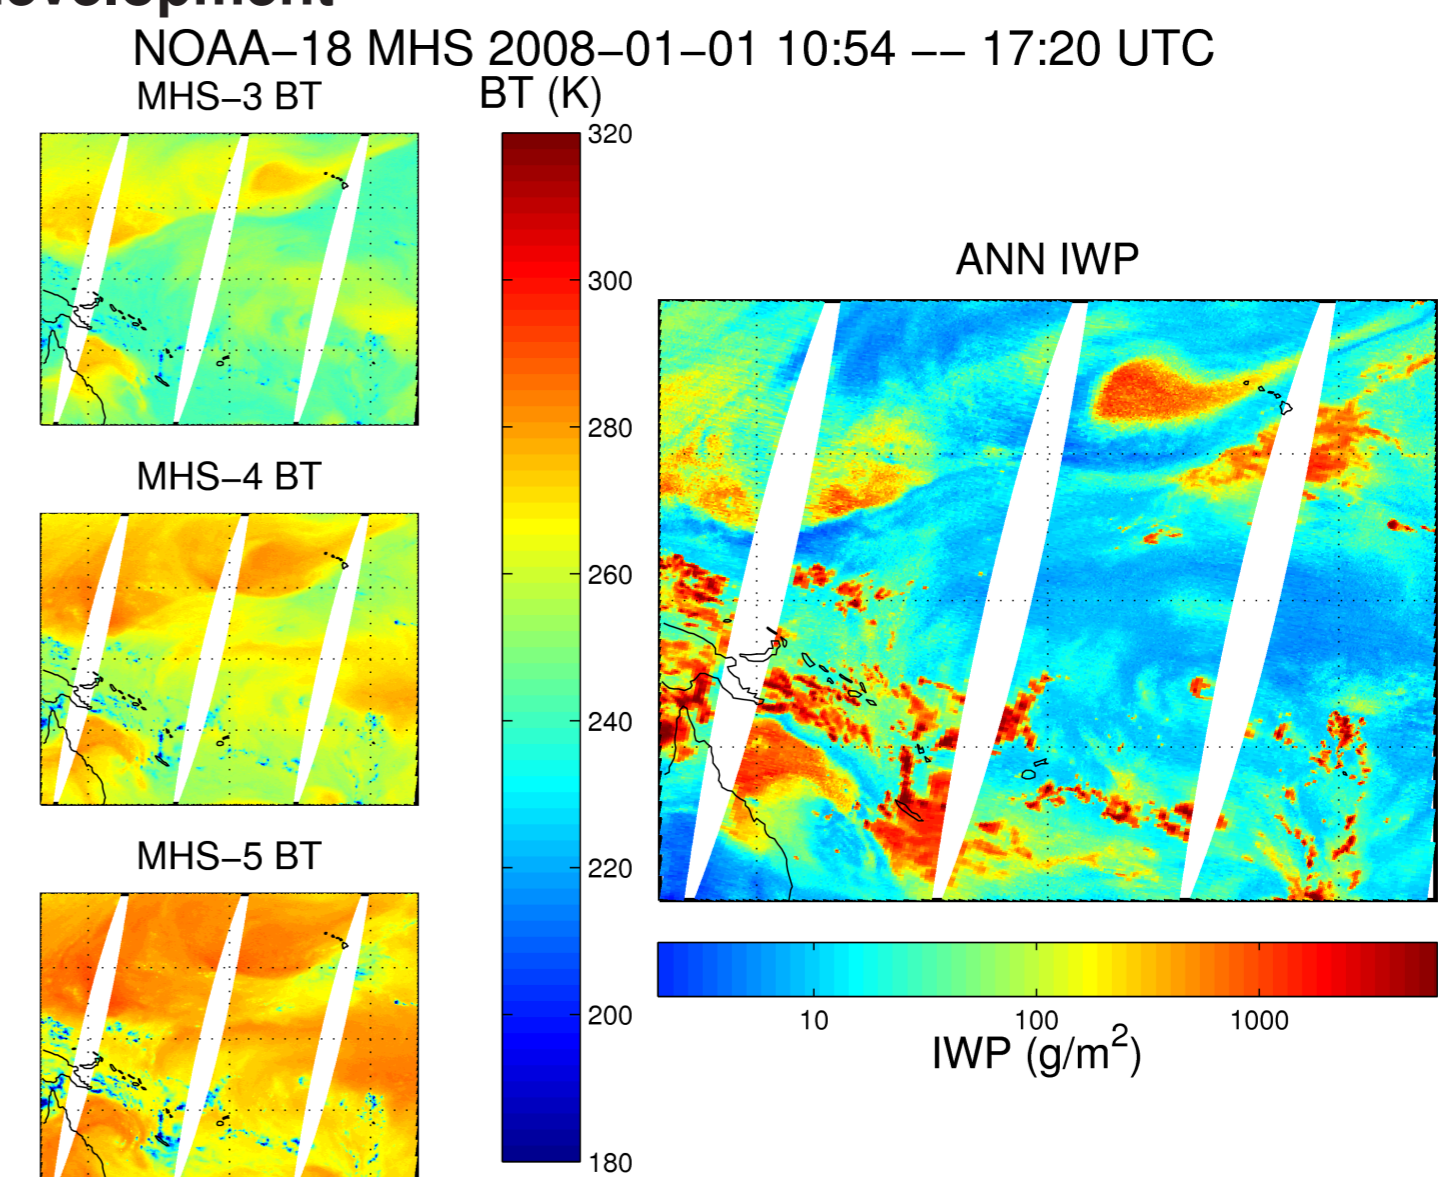 NOAA−18 MHS 2008−01−01 10:54 −− 17:20 UTC
MHS−3 BT
BT (K)
320
300
280
260
240
220
200
180
MHS−4 BT
MHS−5 BT
ANN IWP
10 100 1000
IWP (g/m²)